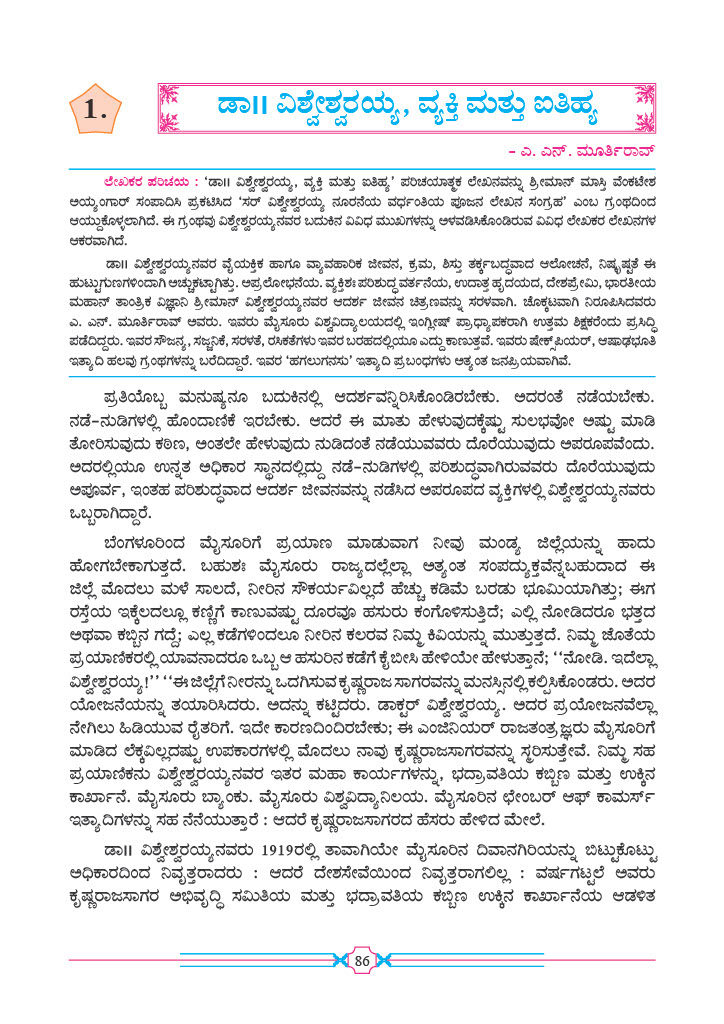 1.
ಡಾ॥ ವಿಶ್ವೇಶ್ವರಯ್ಯ, ವ್ಯಕ್ತಿ ಮತ್ತು ಐತಿಹ್ಯ
– ಎ. ಎನ್. ಮೂರ್ತಿರಾವ್
ಲೇಖಕರ ಪರಿಚಯ : ‘ಡಾ॥ ವಿಶ್ವೇಶ್ವರಯ್ಯ, ವ್ಯಕ್ತಿ ಮತ್ತು ಐತಿಹ್ಯ’ ಪರಿಚಯಾತ್ಮಕ ಲೇಖನವನ್ನು ಶ್ರೀಮಾನ್ ಮಾಸ್ತಿ ವೆಂಕಟೇಶ
ಅಯ್ಯಂಗಾರ್ ಸಂಪಾದಿಸಿ ಪ್ರಕಟಿಸಿದ ‘ಸರ್ ವಿಶ್ವೇಶ್ವರಯ್ಯ ನೂರನೆಯ ವರ್ಧಂತಿಯ ಪೂಜನ ಲೇಖನ ಸಂಗ್ರಹ’ ಎಂಬ ಗ್ರಂಥದಿಂದ
ಆಯ್ದುಕೊಳ್ಳಲಾಗಿದೆ. ಈ ಗ್ರಂಥವು ವಿಶ್ವೇಶ್ವರಯ್ಯನವರ ಬದುಕಿನ ವಿವಿಧ ಮುಖಗಳನ್ನು ಅಳವಡಿಸಿಕೊಂಡಿರುವ ವಿವಿಧ ಲೇಖಕರ ಲೇಖನಗಳ
ಆಕರವಾಗಿದೆ.
ಡಾ॥ ವಿಶ್ವೇಶ್ವರಯ್ಯನವರ ವೈಯಕ್ತಿಕ ಹಾಗೂ ವ್ಯಾವಹಾರಿಕ ಜೀವನ, ಕ್ರಮ, ಶಿಸ್ತು ತರ್ಕ್ಕಬದ್ಧವಾದ ಆಲೋಚನೆ, ನಿಷ್ಕೃಷ್ಟತೆ ಈ
ಹುಟ್ಟುಗುಣಗಳಿಂದಾಗಿ ಅಚ್ಚುಕಟ್ಟಾಗಿತ್ತು. ಅಪ್ರಲೋಭನೆಯ. ವ್ಯಕ್ತಿಶಃ ಪರಿಶುದ್ಧ ವರ್ತನೆಯ, ಉದಾತ್ತ ಹೃದಯದ, ದೇಶಪ್ರೇಮಿ, ಭಾರತೀಯ
ಮಹಾನ್ ತಾಂತ್ರಿಕ ವಿಜ್ಞಾನಿ ಶ್ರೀಮಾನ್ ವಿಶ್ವೇಶ್ವರಯ್ಯನವರ ಆದರ್ಶ ಜೀವನ ಚಿತ್ರಣವನ್ನು ಸರಳವಾಗಿ. ಚೊಕ್ಕಟವಾಗಿ ನಿರೂಪಿಸಿದವರು
ಎ. ಎನ್. ಮೂರ್ತಿರಾವ್ ಅವರು. ಇವರು ಮೈಸೂರು ವಿಶ್ವವಿದ್ಯಾಲಯದಲ್ಲಿ ಇಂಗ್ಲೀಷ್ ಪ್ರಾಧ್ಯಾಪಕರಾಗಿ ಉತ್ತಮ ಶಿಕ್ಷಕರೆಂದು ಪ್ರಸಿದ್ಧಿ
ಪಡೆದಿದ್ದರು. ಇವರ ಸೌಜನ್ಯ, ಸಜ್ಜನಿಕೆ, ಸರಳತೆ, ರಸಿಕತೆಗಳು ಇವರ ಬರಹದಲ್ಲಿಯೂ ಎದ್ದು ಕಾಣುತ್ತವೆ. ಇವರು ಷೇಕ್ಸ್‌ಪಿಯರ್, ಆಷಾಢಭೂತಿ
ಇತ್ಯಾದಿ ಹಲವು ಗ್ರಂಥಗಳನ್ನು ಬರೆದಿದ್ದಾರೆ. ಇವರ ‘ಹಗಲುಗನಸು’ ಇತ್ಯಾದಿ ಪ್ರಬಂಧಗಳು ಅತ್ಯಂತ ಜನಪ್ರಿಯವಾಗಿವೆ.
ಪ್ರತಿಯೊಬ್ಬ ಮನುಷ್ಯನೂ ಬದುಕಿನಲ್ಲಿ ಆದರ್ಶವನ್ನಿರಿಸಿಕೊಂಡಿರಬೇಕು. ಅದರಂತೆ ನಡೆಯಬೇಕು.
ನಡೆ–ನುಡಿಗಳಲ್ಲಿ ಹೊಂದಾಣಿಕೆ ಇರಬೇಕು. ಆದರೆ ಈ ಮಾತು ಹೇಳುವುದಕ್ಕೆಷ್ಟು ಸುಲಭವೋ ಅಷ್ಟು ಮಾಡಿ
ತೋರಿಸುವುದು ಕಠಿಣ, ಅಂತಲೇ ಹೇಳುವುದು ನುಡಿದಂತೆ ನಡೆಯುವವರು ದೊರೆಯುವುದು ಅಪರೂಪವೆಂದು.
ಅದರಲ್ಲಿಯೂ ಉನ್ನತ ಅಧಿಕಾರ ಸ್ಥಾನದಲ್ಲಿದ್ದು ನಡೆ–ನುಡಿಗಳಲ್ಲಿ ಪರಿಶುದ್ಧವಾಗಿರುವವರು ದೊರೆಯುವುದು
ಅಪೂರ್ವ, ಇಂತಹ ಪರಿಶುದ್ಧವಾದ ಆದರ್ಶ ಜೀವನವನ್ನು ನಡೆಸಿದ ಅಪರೂಪದ ವ್ಯಕ್ತಿಗಳಲ್ಲಿ ವಿಶ್ವೇಶ್ವರಯ್ಯನವರು
ಒಬ್ಬರಾಗಿದ್ದಾರೆ.
ಬೆಂಗಳೂರಿಂದ ಮೈಸೂರಿಗೆ ಪ್ರಯಾಣ ಮಾಡುವಾಗ ನೀವು ಮಂಡ್ಯ ಜಿಲ್ಲೆಯನ್ನು ಹಾದು
ಹೋಗಬೇಕಾಗುತ್ತದೆ. ಬಹುಶಃ ಮೈಸೂರು ರಾಜ್ಯದಲ್ಲೆಲ್ಲಾ ಅತ್ಯಂತ ಸಂಪದ್ಯುಕ್ತವೆನ್ನಬಹುದಾದ ಈ
ಜಿಲ್ಲೆ ಮೊದಲು ಮಳೆ ಸಾಲದೆ, ನೀರಿನ ಸೌಕರ್ಯವಿಲ್ಲದೆ ಹೆಚ್ಚು ಕಡಿಮೆ ಬರಡು ಭೂಮಿಯಾಗಿತ್ತು; ಈಗ
ರಸ್ತೆಯ ಇಕ್ಕೆಲದಲ್ಲೂ ಕಣ್ಣಿಗೆ ಕಾಣುವಷ್ಟು ದೂರವೂ ಹಸುರು ಕಂಗೊಳಿಸುತ್ತಿದೆ; ಎಲ್ಲಿ ನೋಡಿದರೂ ಭತ್ತದ
ಅಥವಾ ಕಬ್ಬಿನ ಗದ್ದೆ; ಎಲ್ಲ ಕಡೆಗಳಿಂದಲೂ ನೀರಿನ ಕಲರವ ನಿಮ್ಮ ಕಿವಿಯನ್ನು ಮುತ್ತುತ್ತದೆ. ನಿಮ್ಮ ಜೊತೆಯ
ಪ್ರಯಾಣಿಕರಲ್ಲಿ ಯಾವನಾದರೂ ಒಬ್ಬ ಆ ಹಸುರಿನ ಕಡೆಗೆ ಕೈ ಬೀಸಿ ಹೇಳಿಯೇ ಹೇಳುತ್ತಾನೆ; ‘‘ನೋಡಿ. ಇದೆಲ್ಲಾ
ವಿಶ್ವೇಶ್ವರಯ್ಯ!’’ ‘‘ಈ ಜಿಲ್ಲೆಗೆ ನೀರನ್ನು ಒದಗಿಸುವ ಕೃಷ್ಣರಾಜ ಸಾಗರವನ್ನು ಮನಸ್ಸಿನಲ್ಲಿ ಕಲ್ಪಿಸಿಕೊಂಡರು. ಅದರ
ಯೋಜನೆಯನ್ನು ತಯಾರಿಸಿದರು. ಅದನ್ನು ಕಟ್ಟಿದರು. ಡಾಕ್ಟರ್ ವಿಶ್ವೇಶ್ವರಯ್ಯ. ಅದರ ಪ್ರಯೋಜನವೆಲ್ಲಾ
ನೇಗಿಲು ಹಿಡಿಯುವ ರೈತರಿಗೆ. ಇದೇ ಕಾರಣದಿಂದಿರಬೇಕು; ಈ ಎಂಜಿನಿಯರ್ ರಾಜತಂತ್ರಜ್ಞರು ಮೈಸೂರಿಗೆ
ಮಾಡಿದ ಲೆಕ್ಕವಿಲ್ಲದಷ್ಟು ಉಪಕಾರಗಳಲ್ಲಿ ಮೊದಲು ನಾವು ಕೃಷ್ಣರಾಜಸಾಗರವನ್ನು ಸ್ಮರಿಸುತ್ತೇವೆ. ನಿಮ್ಮ ಸಹ
ಪ್ರಯಾಣಿಕನು ವಿಶ್ವೇಶ್ವರಯ್ಯನವರ ಇತರ ಮಹಾ ಕಾರ್ಯಗಳನ್ನು, ಭದ್ರಾವತಿಯ ಕಬ್ಬಿಣ ಮತ್ತು ಉಕ್ಕಿನ
ಕಾರ್ಖಾನೆ. ಮೈಸೂರು ಬ್ಯಾಂಕು. ಮೈಸೂರು ವಿಶ್ವವಿದ್ಯಾನಿಲಯ. ಮೈಸೂರಿನ ಛೇಂಬರ್ ಆಫ್ ಕಾಮರ್ಸ್
ಇತ್ಯಾದಿಗಳನ್ನು ಸಹ ನೆನೆಯುತ್ತಾರೆ : ಆದರೆ ಕೃಷ್ಣರಾಜಸಾಗರದ ಹೆಸರು ಹೇಳಿದ ಮೇಲೆ.
ಡಾ॥ ವಿಶ್ವೇಶ್ವರಯ್ಯನವರು 1919ರಲ್ಲಿ ತಾವಾಗಿಯೇ ಮೈಸೂರಿನ ದಿವಾನಗಿರಿಯನ್ನು ಬಿಟ್ಟುಕೊಟ್ಟು
ಅಧಿಕಾರದಿಂದ ನಿವೃತ್ತರಾದರು : ಆದರೆ ದೇಶಸೇವೆಯಿಂದ ನಿವೃತ್ತರಾಗಲಿಲ್ಲ : ವರ್ಷಗಟ್ಟಲೆ ಅವರು
ಕೃಷ್ಣರಾಜಸಾಗರ ಅಭಿವೃದ್ಧಿ ಸಮಿತಿಯ ಮತ್ತು ಭದ್ರಾವತಿಯ ಕಬ್ಬಿಣ ಉಕ್ಕಿನ ಕಾರ್ಖಾನೆಯ ಆಡಳಿತ
86